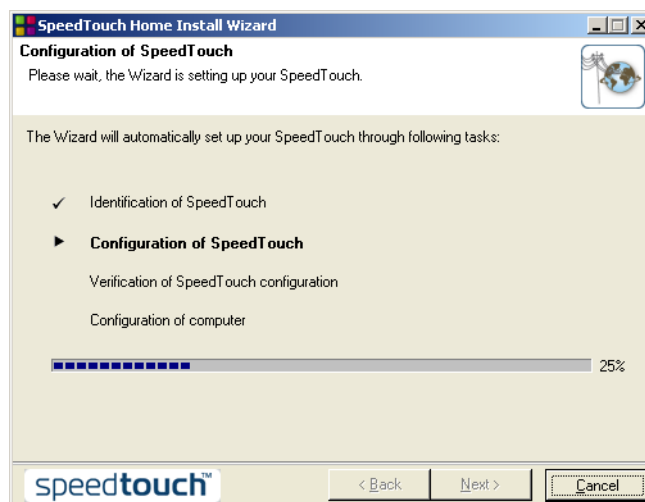 SpeedTouch Home Install Wizard
Configuration of SpeedTouch
Please wait, the Wizard is setting up your SpeedTouch.
The Wizard will automatically set up your SpeedTouch through following tasks:
✓ Identification of SpeedTouch
► Configuration of SpeedTouch
Verification of SpeedTouch configuration
Configuration of computer
25%
speedtouch™
< Back Next > Cancel